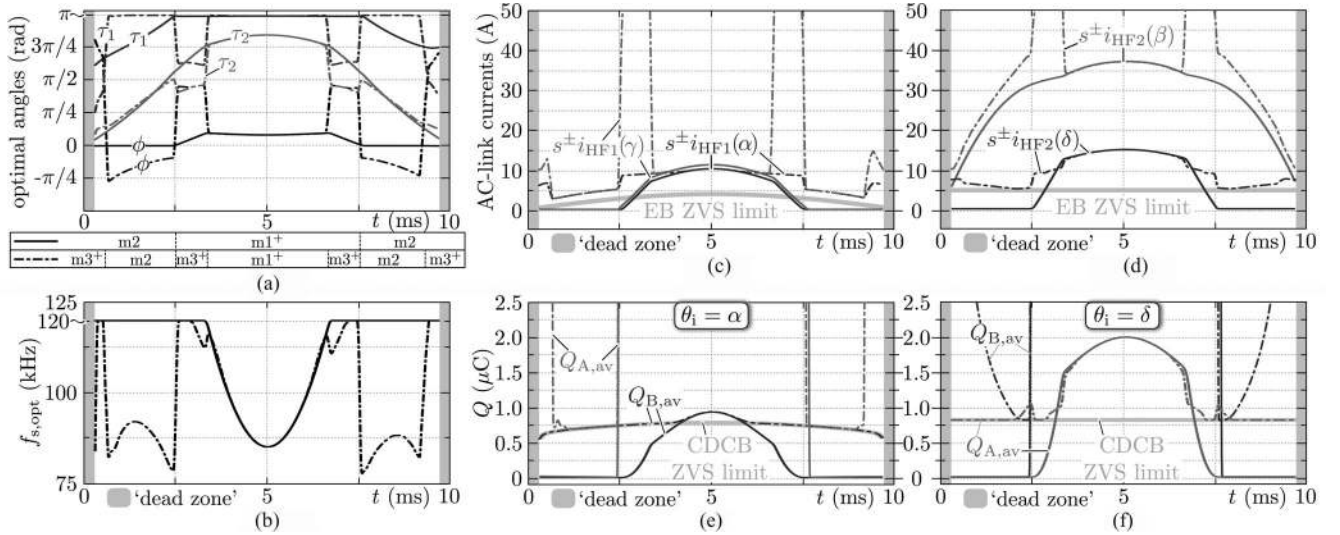 optimal angles (rad)
π~
3π/4
π/2
π/4
0
-π/4
τ1
τ1
τ2
τ2
ϕ
ϕ
0
5
t (ms)
10
m2
m1+
m2
m3+
m2
m3+
m1+
m3+
m2
m3+
(a)
AC-link currents (A)
50
40
30
20
10
0
s±iHF1(γ)
s±iHF1(α)
EB ZVS limit
0
5
t (ms)
10
'dead zone'
(c)
50
40
30
20
10
0
s±iHF2(β)
s±iHF2(δ)
EB ZVS limit
0
5
t (ms)
10
'dead zone'
(d)
fs,opt (kHz)
125
120~
100
75
0
5
t (ms)
10
'dead zone'
(b)
Q (μC)
2.5
2.0
1.5
1.0
0.5
0
θi = α
QA,av
QB,av
CDCB
ZVS limit
0
5
t (ms)
10
'dead zone'
(e)
2.5
2.0
1.5
1.0
0.5
0
θi = δ
QB,av
QA,av
CDCB
ZVS limit
0
5
t (ms)
10
'dead zone'
(f)